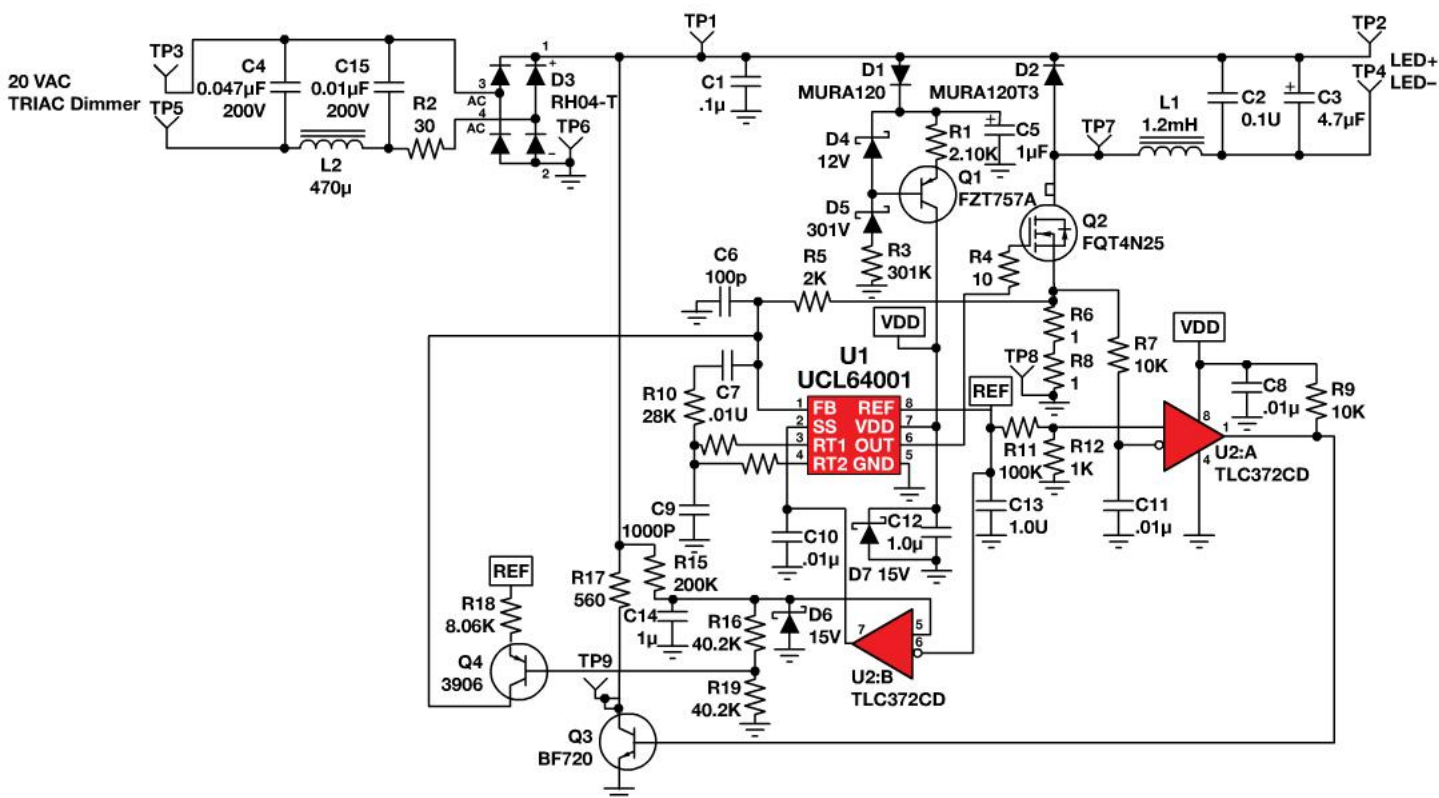 20 VAC
TRIAC Dimmer
TP3
TP5
C4
0.047µF
200V
C15
0.01µF
200V
L2
470µ
R2
30
1
3
AC
4
AC
2
+
−
D3
RH04-T
TP6
TP1
C1
.1µ
D1
MURA120
D2
MURA120T3
TP2
LED+
TP4
LED−
L1
1.2mH
C2
0.1U
+
C3
4.7µF
TP7
D4
12V
R1
2.10K
+
C5
1µF
Q1
FZT757A
D5
301V
R3
301K
Q2
FQT4N25
R4
10
C6
100p
R5
2K
VDD
R6
1
R8
1
TP8
R7
10K
VDD
C8
.01µ
R9
10K
U1
UCL64001
R10
28K
C7
.01U
1
FB
REF
8
2
SS
VDD
7
3
RT1
OUT
6
4
RT2
GND
5
REF
R11
100K
R12
1K
8
1
4
U2:A
TLC372CD
C9
1000P
C10
.01µ
C12
1.0µ
D7 15V
C13
1.0U
C11
.01µ
REF
R18
8.06K
R17
560
R15
200K
C14
1µ
R16
40.2K
D6
15V
7
5
6
U2:B
TLC372CD
Q4
3906
TP9
R19
40.2K
Q3
BF720